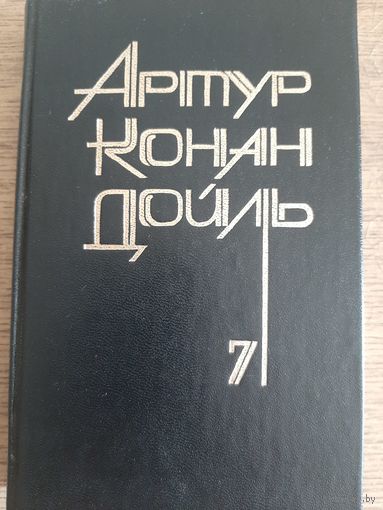 Артур
Конан
Дойль
7